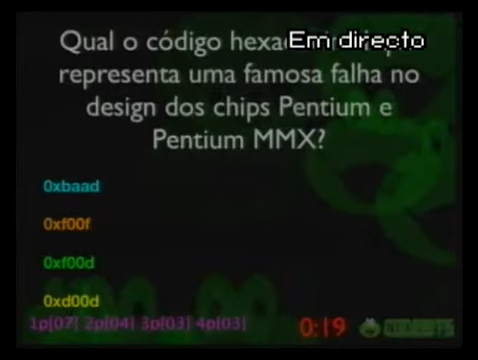 Qual o código hexa Em directo
representa uma famosa falha no
design dos chips Pentium e
Pentium MMX?
0xbaad
0xf00f
0xf00d
0xd00d
1p[07] 2p[04] 3p[03] 4p[03] 0:19